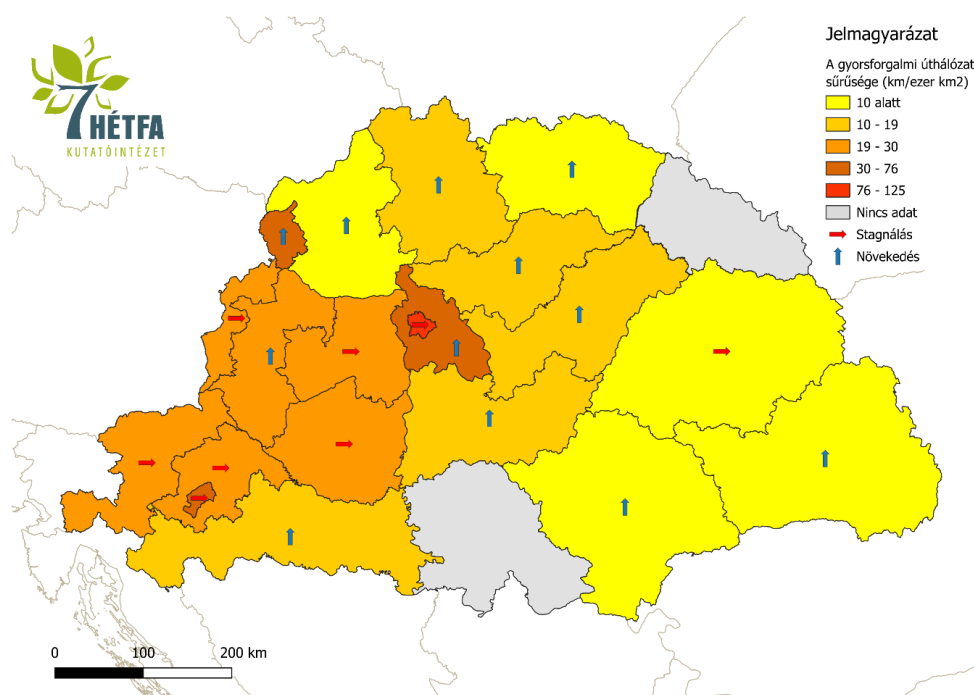 7 HÉTFA
KUTATÓINTÉZET
Jelmagyarázat
A gyorsforgalmi úthálózat
sűrűsége (km/ezer km2)
10 alatt
10 - 19
19 - 30
30 - 76
76 - 125
Nincs adat
Stagnálás
Növekedés
0 100 200 km